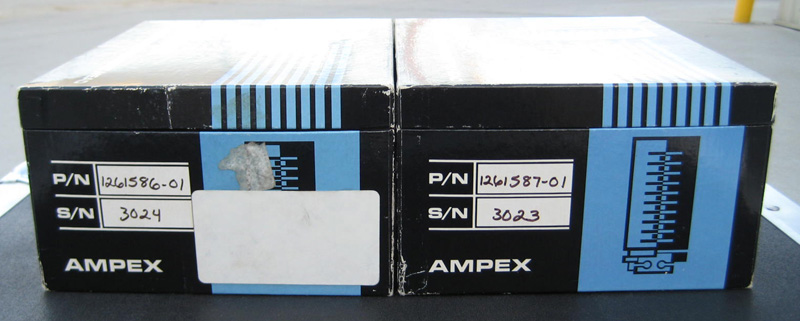 P/N 1261586-01
S/N 3024
AMPEX
P/N 1261587-01
S/N 3023
AMPEX